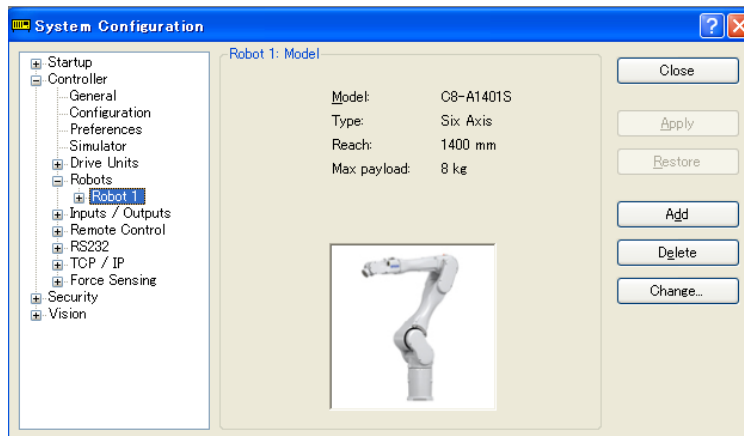 System Configuration
Startup
Controller
General
Configuration
Preferences
Simulator
Drive Units
Robots
Robot 1
Inputs / Outputs
Remote Control
RS232
TCP / IP
Force Sensing
Security
Vision
Robot 1: Model
Model: C8-A1401S
Type: Six Axis
Reach: 1400 mm
Max payload: 8 kg
Close
Apply
Restore
Add
Delete
Change...